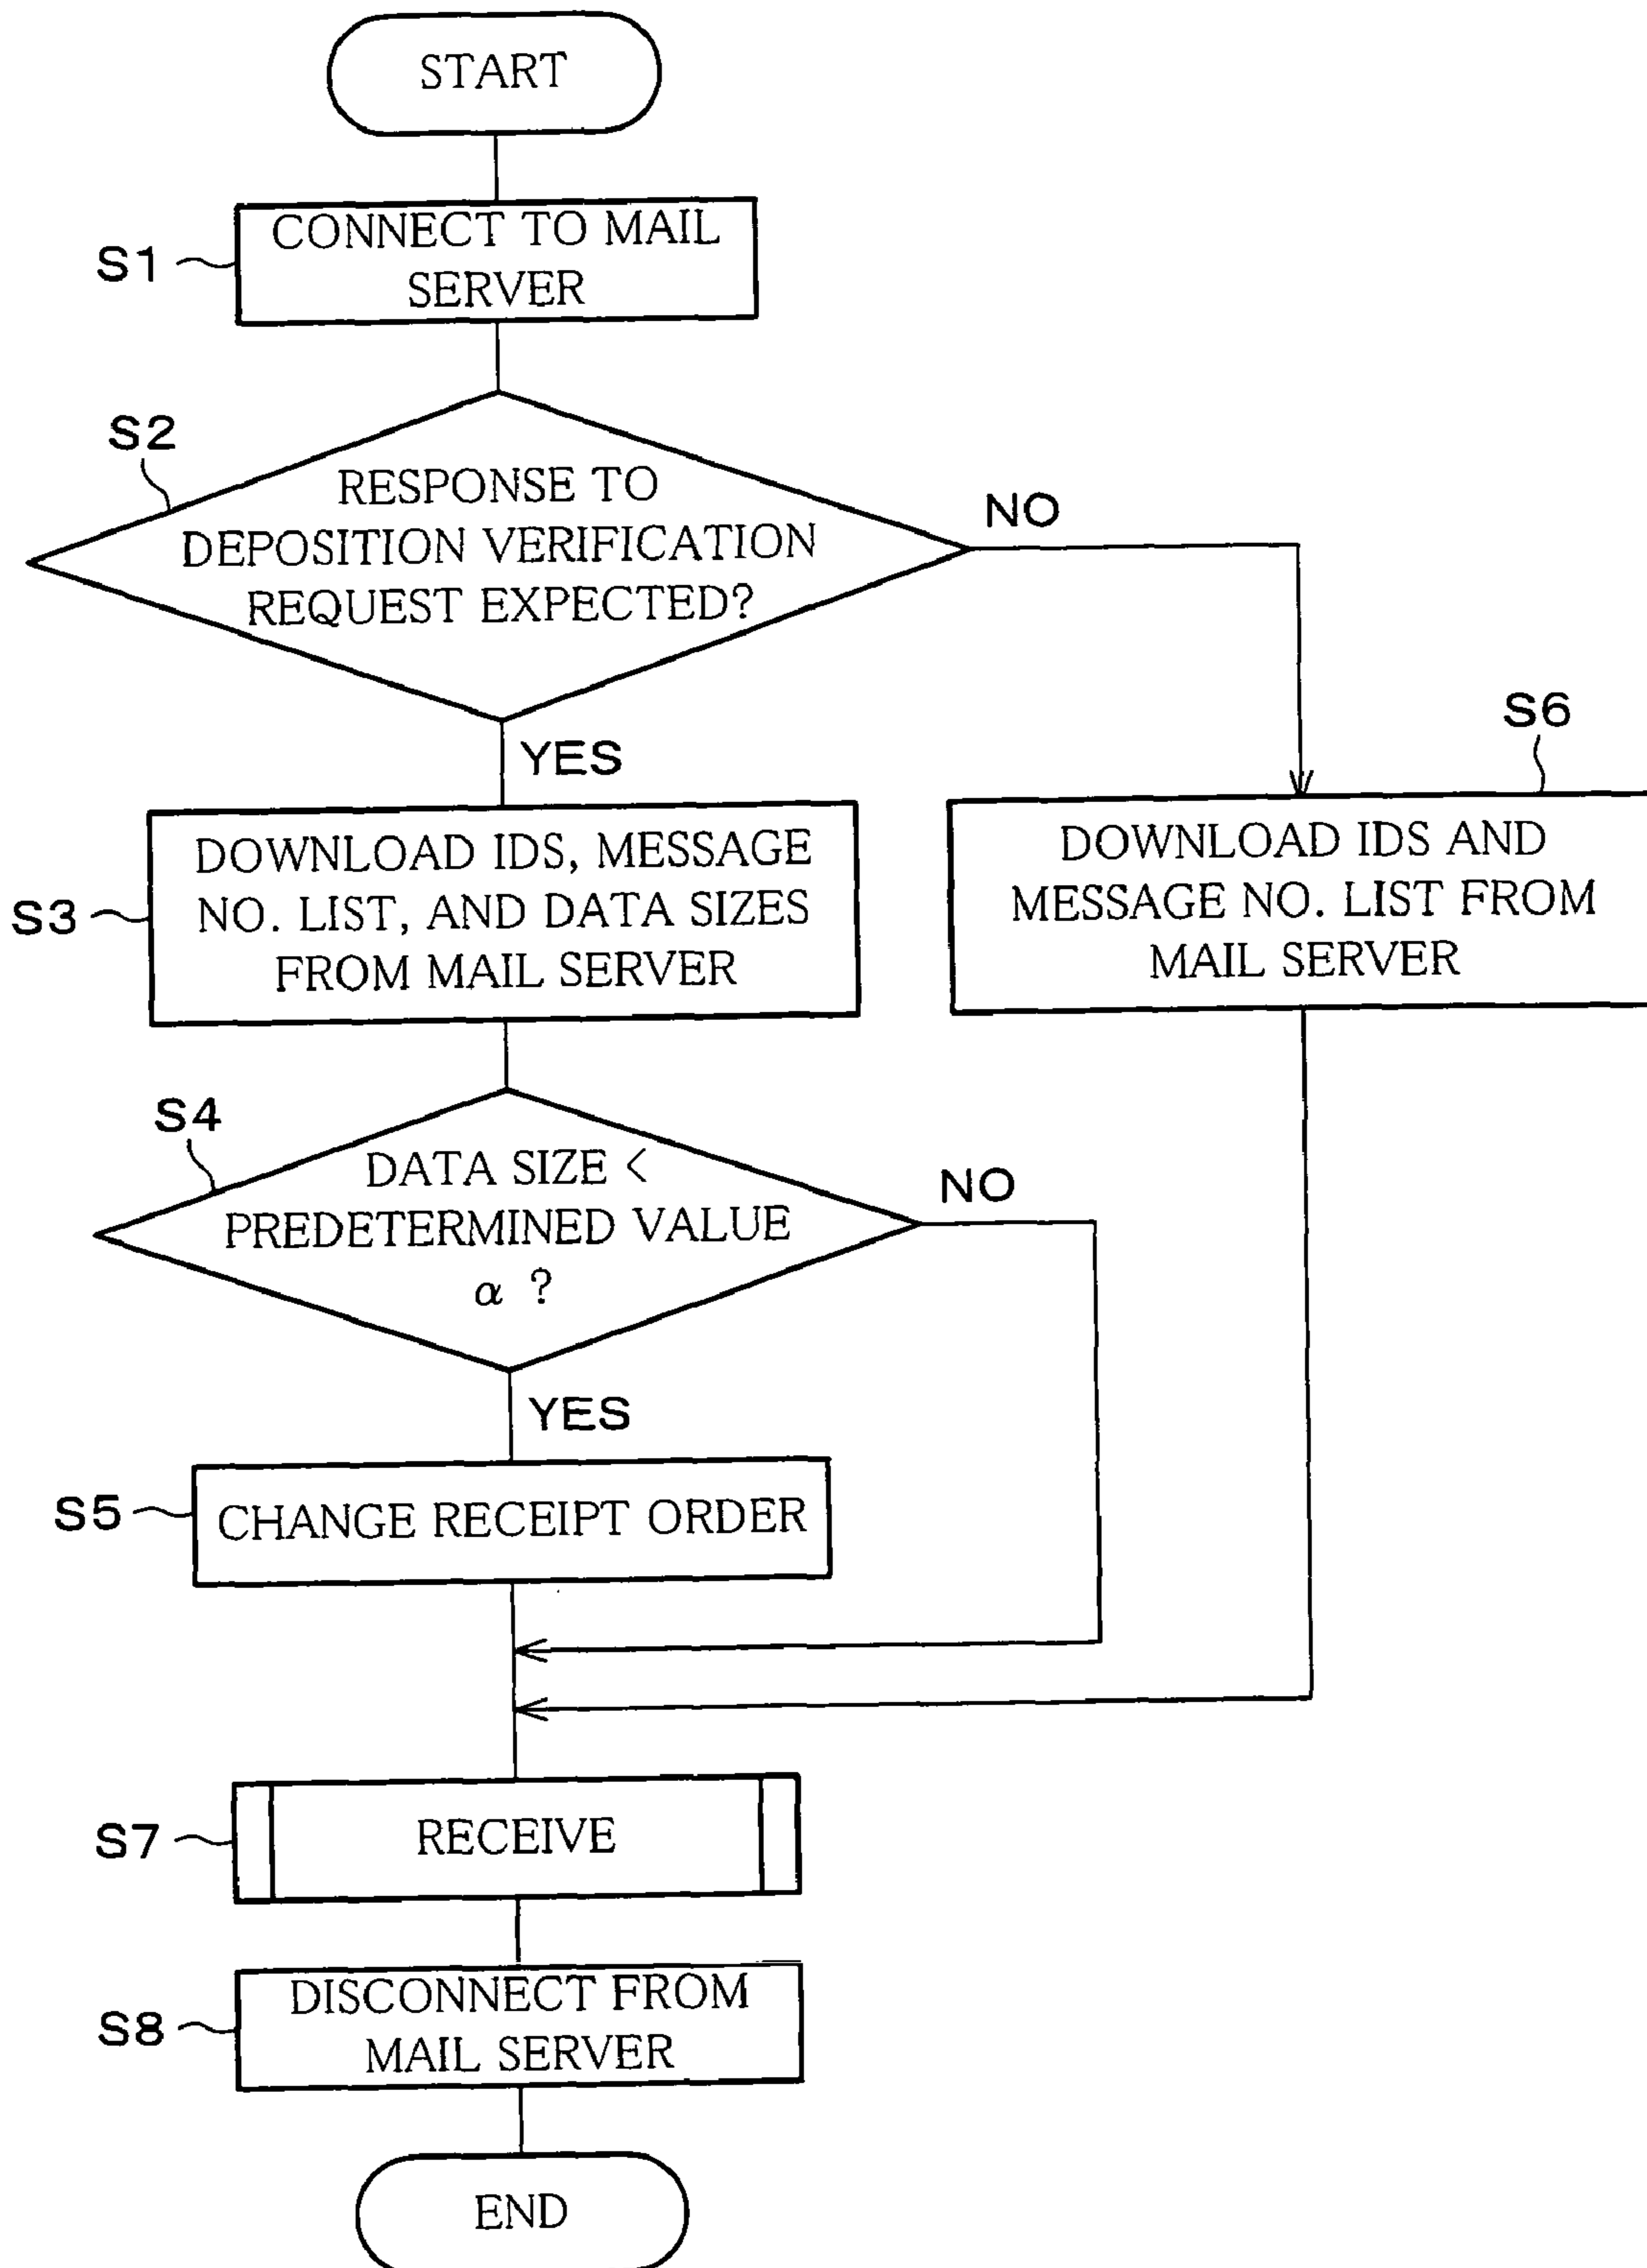 START
S1
CONNECT TO MAIL
SERVER
S2
RESPONSE TO
DEPOSITION VERIFICATION
REQUEST EXPECTED?
NO
YES
S3
DOWNLOAD IDS, MESSAGE
NO. LIST, AND DATA SIZES
FROM MAIL SERVER
S6
DOWNLOAD IDS AND
MESSAGE NO. LIST FROM
MAIL SERVER
S4
DATA SIZE <
PREDETERMINED VALUE
α ?
NO
YES
S5
CHANGE RECEIPT ORDER
S7
RECEIVE
S8
DISCONNECT FROM
MAIL SERVER
END